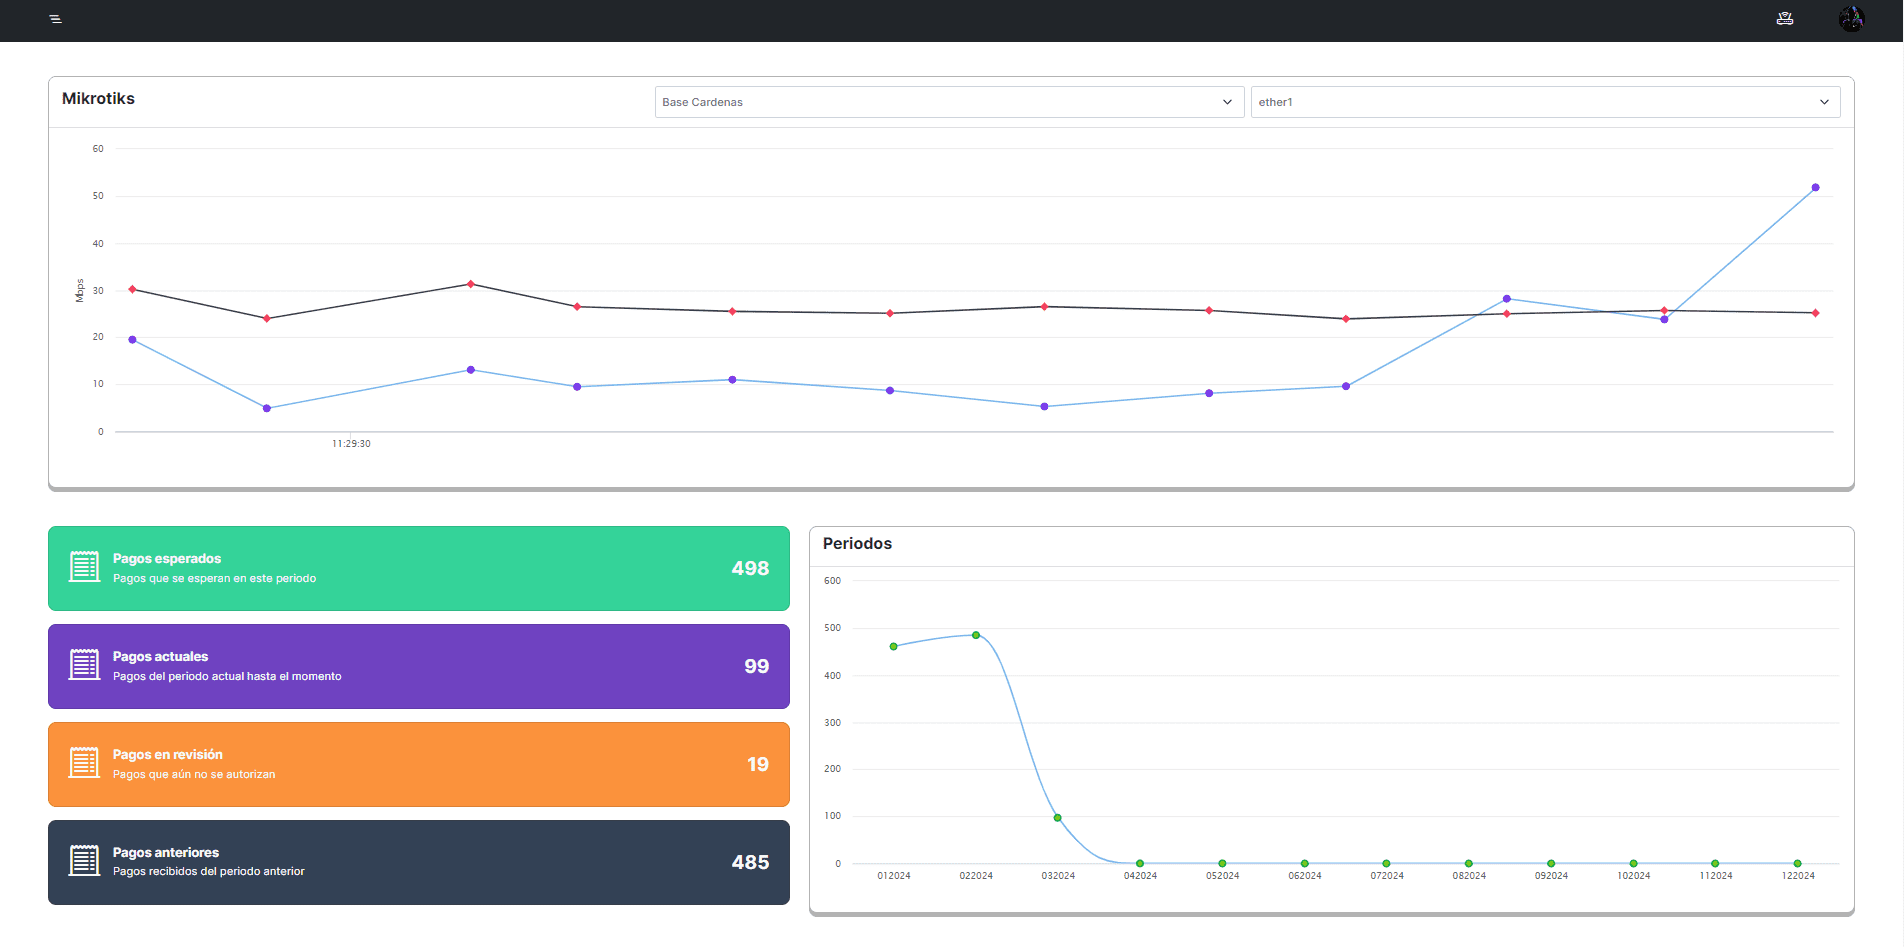 Mikrotiks
Base Cardenas
ether1
60
50
40
30
20
10
0
Mbps
11:29:30
Pagos esperados
Pagos que se esperan en este periodo
498
Pagos actuales
Pagos del periodo actual hasta el momento
99
Pagos en revisión
Pagos que aún no se autorizan
19
Pagos anteriores
Pagos recibidos del periodo anterior
485
Periodos
600
500
400
300
200
100
0
012024 022024 032024 042024 052024 062024 072024 082024 092024 102024 112024 122024